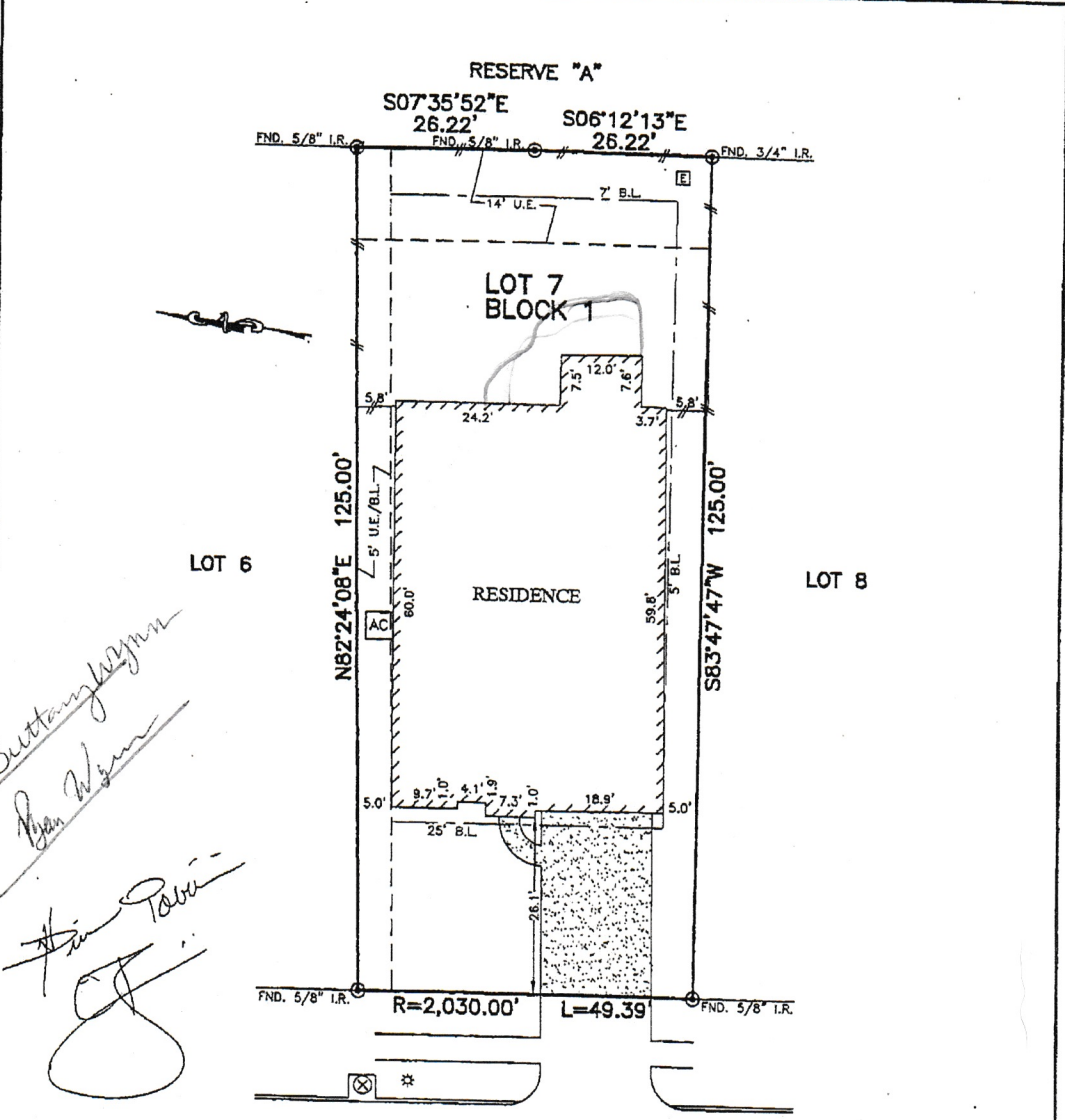 RESERVE "A"
S07°35'52"E
26.22'
S06°12'13"E
26.22'
FND. 5/8" I.R.
FND. 5/8" I.R.
FND. 3/4" I.R.
E
7' B.L.
14' U.E.
LOT 7
BLOCK 1
7.5'
12.0'
7.6'
5.8'
24.2'
3.7'
5.8'
N82°24'08"E 125.00'
5' U.E./B.L.
60.0'
AC
LOT 6
RESIDENCE
59.8'
5' B.L.
S83°47'47"W 125.00'
LOT 8
Brittany Wynn
Ryan Wynn
5.0'
9.7'
1.0'
4.1'
1.9'
7.3'
1.0'
18.9'
5.0'
25' B.L.
26.1'
FND. 5/8" I.R.
R=2,030.00'
L=49.39'
FND. 5/8" I.R.